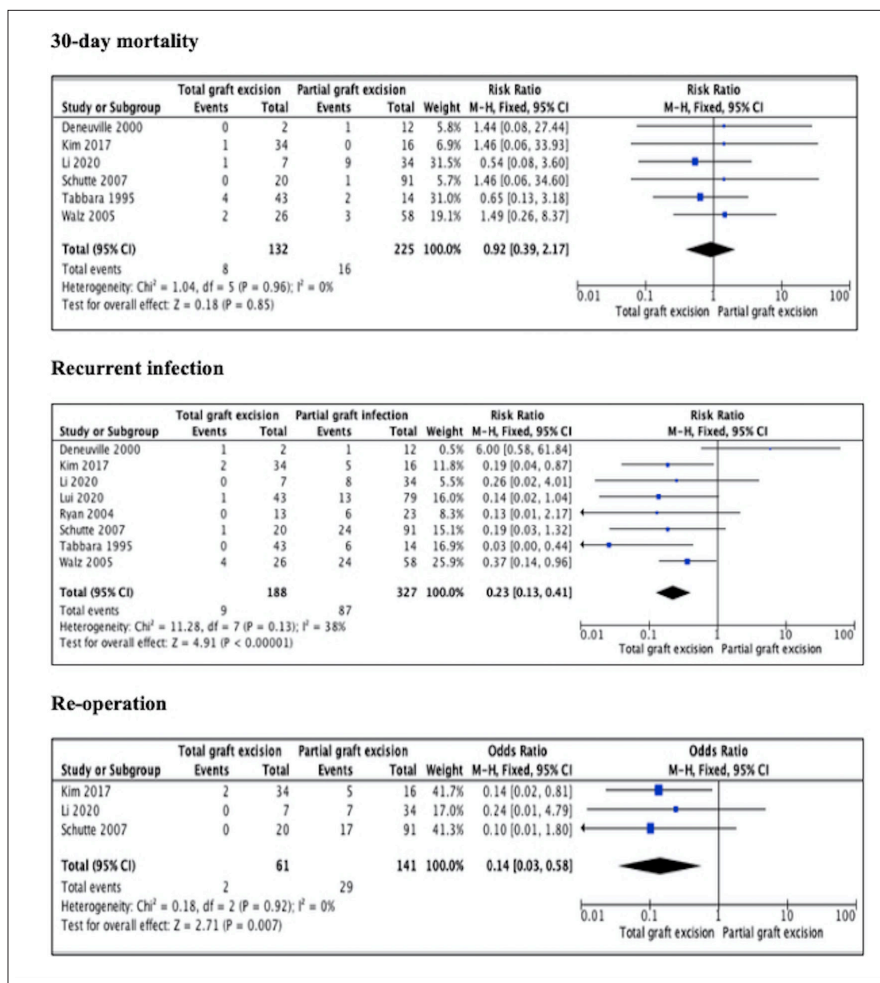 30-day mortality
Total graft excision Partial graft excision Risk Ratio Risk Ratio
Study or Subgroup Events Total Events Total Weight M-H, Fixed, 95% CI M-H, Fixed, 95% CI
Deneuville 2000 0 2 1 12 5.8% 1.44 [0.08, 27.44]
Kim 2017 1 34 0 16 6.9% 1.46 [0.06, 33.93]
Li 2020 1 7 9 34 31.5% 0.54 [0.08, 3.60]
Schutte 2007 0 20 1 91 5.7% 1.46 [0.06, 34.60]
Tabbara 1995 4 43 2 14 31.0% 0.65 [0.13, 3.18]
Walz 2005 2 26 3 58 19.1% 1.49 [0.26, 8.37]
Total (95% CI) 132 225 100.0% 0.92 [0.39, 2.17]
Total events 8 16
Heterogeneity: Chi² = 1.04, df = 5 (P = 0.96); I² = 0%
Test for overall effect: Z = 0.18 (P = 0.85)
0.01 0.1 1 10 100
Total graft excision Partial graft excision
Recurrent infection
Total graft excision Partial graft infection Risk Ratio Risk Ratio
Study or Subgroup Events Total Events Total Weight M-H, Fixed, 95% CI M-H, Fixed, 95% CI
Deneuville 2000 1 2 1 12 0.5% 6.00 [0.58, 61.84]
Kim 2017 2 34 5 16 11.8% 0.19 [0.04, 0.87]
Li 2020 0 7 8 34 5.5% 0.26 [0.02, 4.01]
Lui 2020 1 43 13 79 16.0% 0.14 [0.02, 1.04]
Ryan 2004 0 13 6 23 8.3% 0.13 [0.01, 2.17]
Schutte 2007 1 20 24 91 15.1% 0.19 [0.03, 1.32]
Tabbara 1995 0 43 6 14 16.9% 0.03 [0.00, 0.44]
Walz 2005 4 26 24 58 25.9% 0.37 [0.14, 0.96]
Total (95% CI) 188 327 100.0% 0.23 [0.13, 0.41]
Total events 9 87
Heterogeneity: Chi² = 11.28, df = 7 (P = 0.13); I² = 38%
Test for overall effect: Z = 4.91 (P < 0.00001)
0.01 0.1 1 10 100
Total graft excision Partial graft excision
Re-operation
Total graft excision Partial graft excision Odds Ratio Odds Ratio
Study or Subgroup Events Total Events Total Weight M-H, Fixed, 95% CI M-H, Fixed, 95% CI
Kim 2017 2 34 5 16 41.7% 0.14 [0.02, 0.81]
Li 2020 0 7 7 34 17.0% 0.24 [0.01, 4.79]
Schutte 2007 0 20 17 91 41.3% 0.10 [0.01, 1.80]
Total (95% CI) 61 141 100.0% 0.14 [0.03, 0.58]
Total events 2 29
Heterogeneity: Chi² = 0.18, df = 2 (P = 0.92); I² = 0%
Test for overall effect: Z = 2.71 (P = 0.007)
0.01 0.1 1 10 100
Total graft excision Partial graft excision